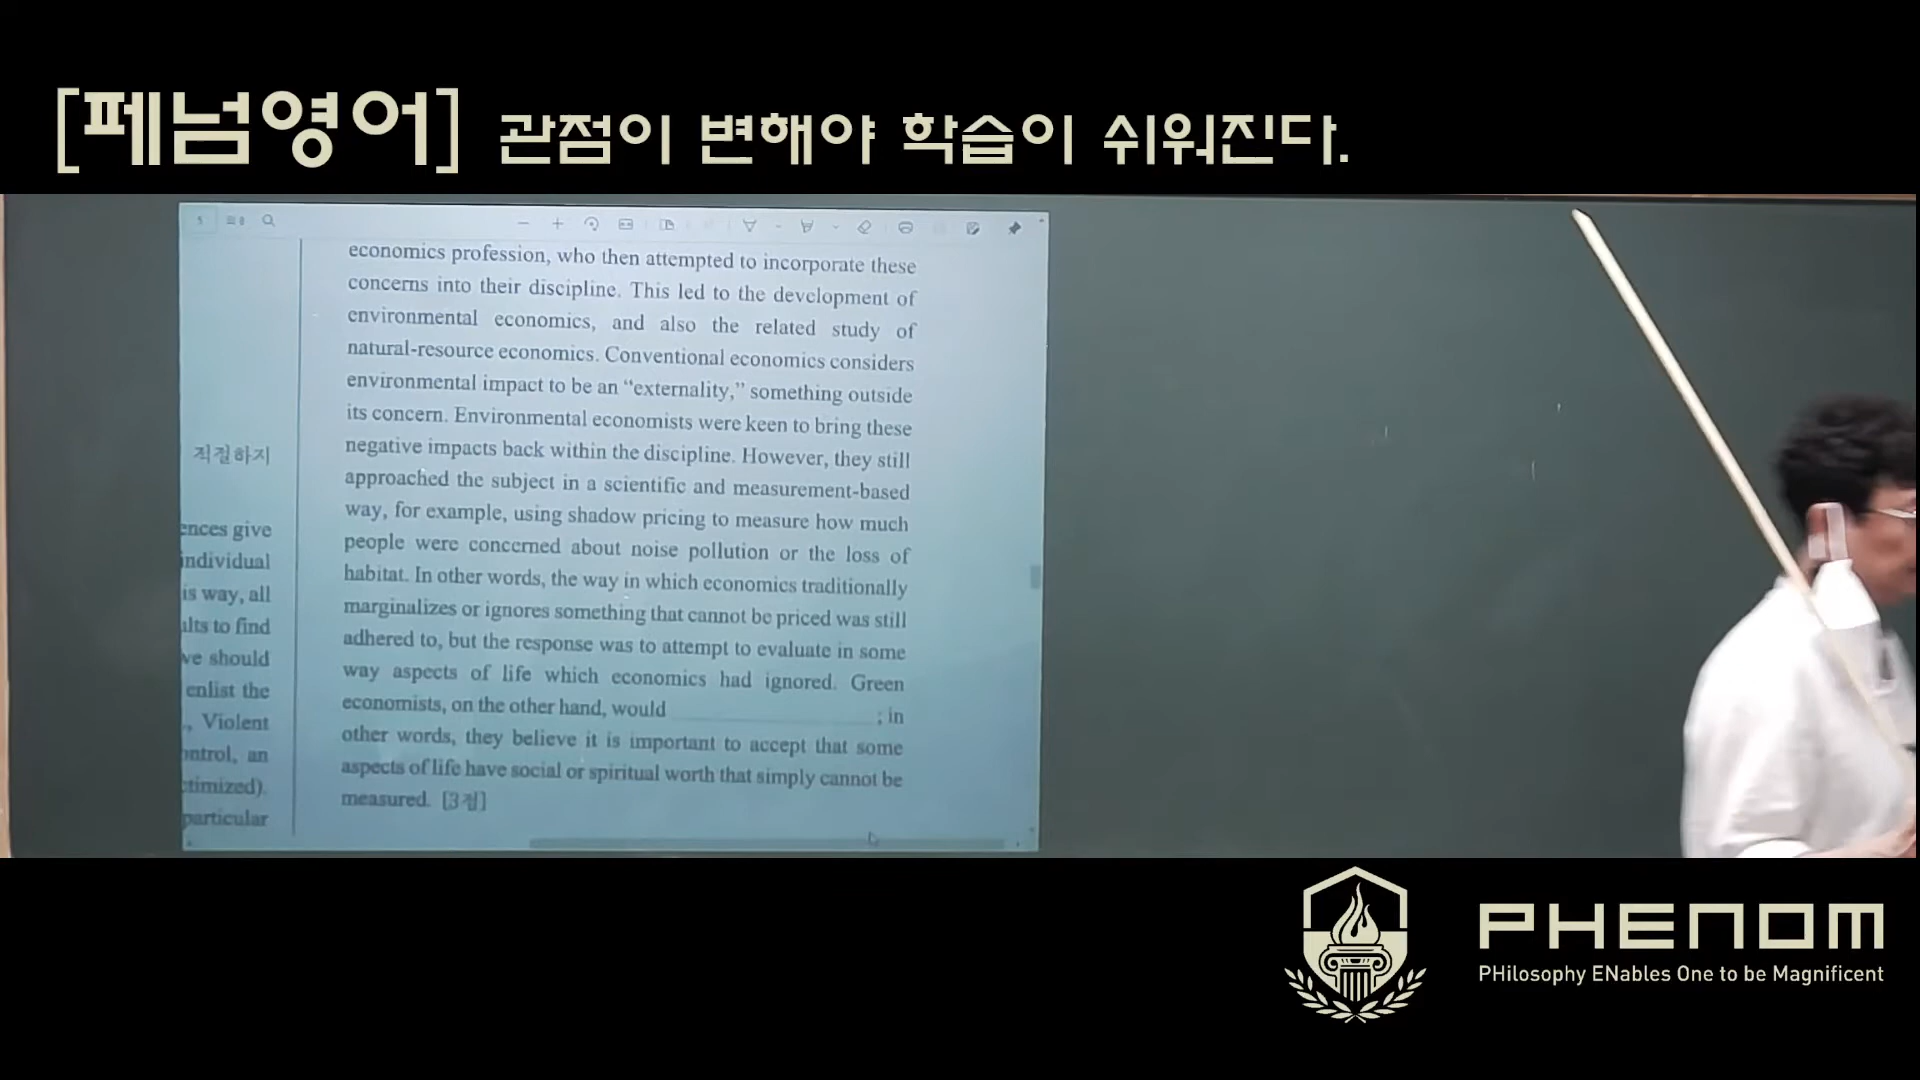 [페넘영어] 관점이 변해야 학습이 쉬워진다.
5
economics profession, who then attempted to incorporate these
concerns into their discipline. This led to the development of
environmental economics, and also the related study of
natural-resource economics. Conventional economics considers
environmental impact to be an “externality,” something outside
its concern. Environmental economists were keen to bring these
negative impacts back within the discipline. However, they still
approached the subject in a scientific and measurement-based
way, for example, using shadow pricing to measure how much
people were concerned about noise pollution or the loss of
habitat. In other words, the way in which economics traditionally
marginalizes or ignores something that cannot be priced was still
adhered to, but the response was to attempt to evaluate in some
way aspects of life which economics had ignored. Green
economists, on the other hand, would ; in
other words, they believe it is important to accept that some
aspects of life have social or spiritual worth that simply cannot be
measured. [3점]
적절하지
ences give
individual
is way, all
ults to find
ve should
enlist the
., Violent
ontrol, an
ctimized).
particular
PHENOM
PHilosophy ENables One to be Magnificent